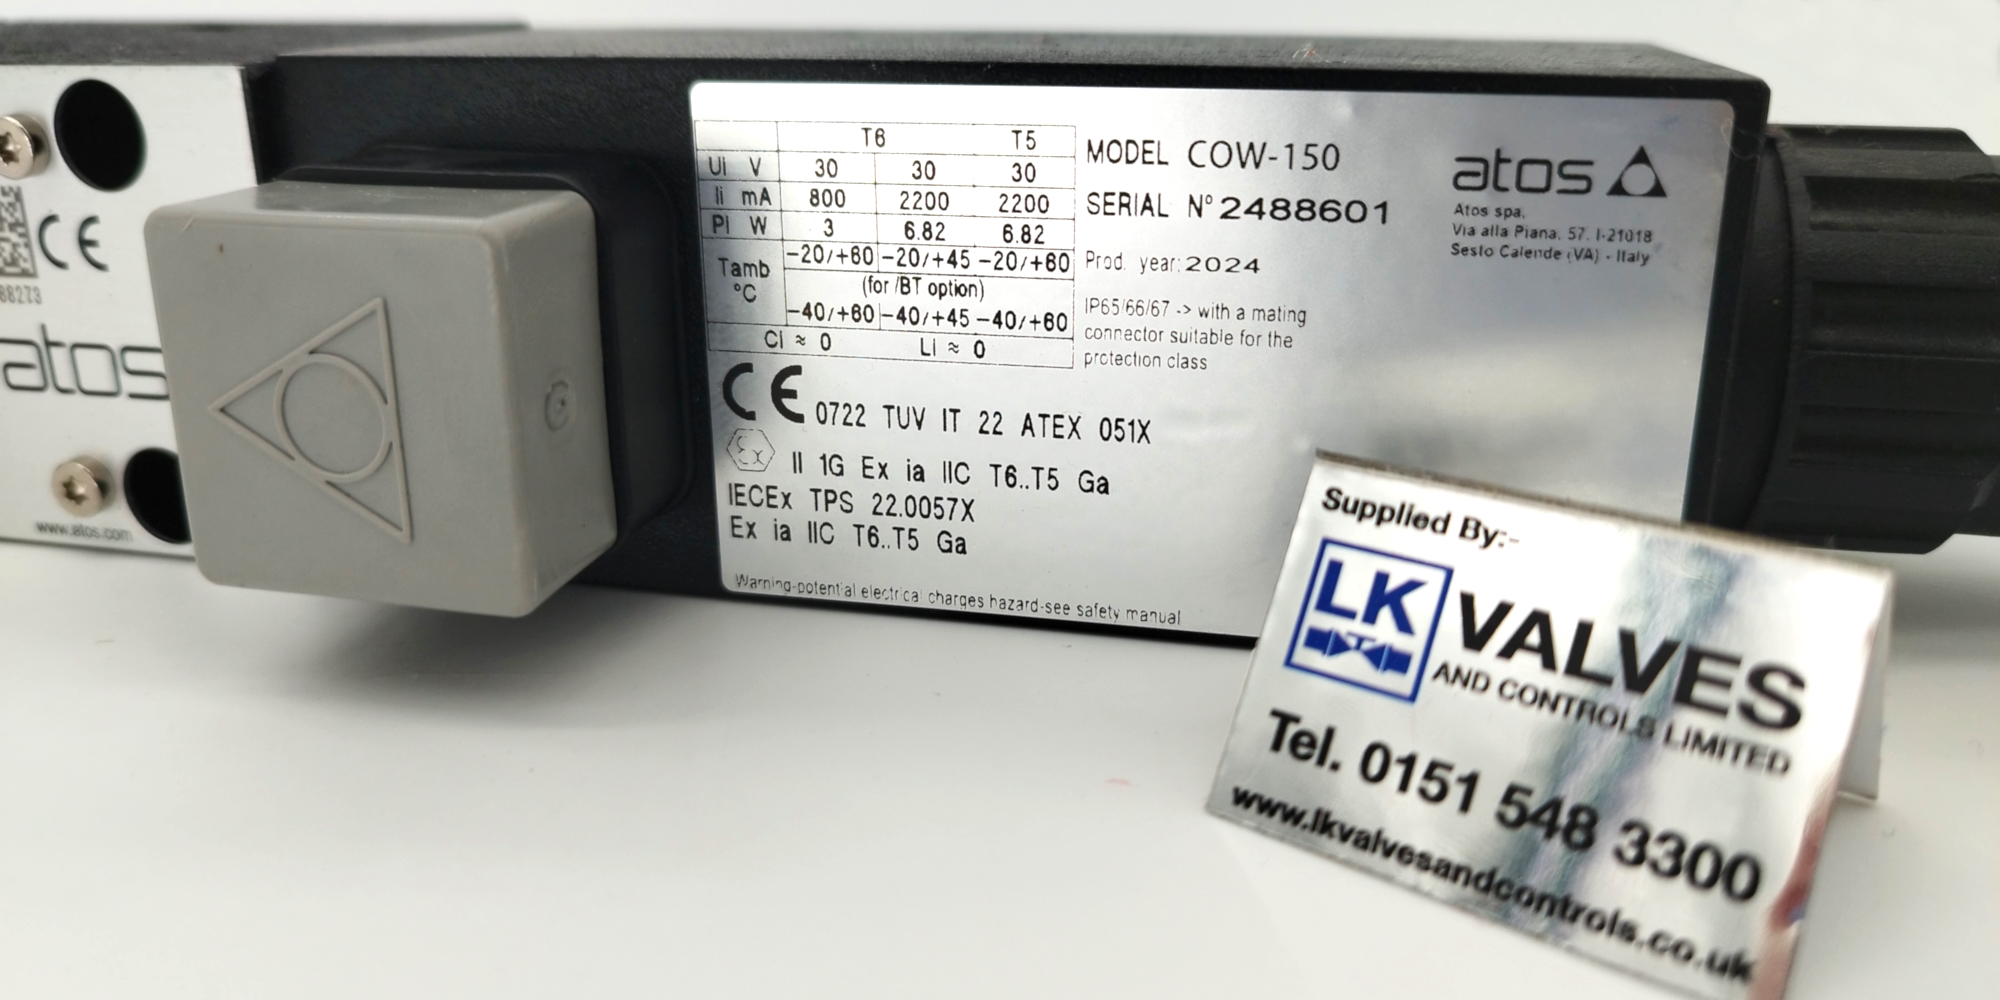 CE
88273
atos
www.atos.com
T6 T5
Ui V 30 30 30
Ii mA 800 2200 2200
Pi W 3 6.82 6.82
Tamb °C -20/+60 -20/+45 -20/+60
(for /BT option)
-40/+60 -40/+45 -40/+60
Ci ≈ 0 Li ≈ 0
MODEL COW-150
SERIAL N° 2488601
Prod. year: 2024
IP65/66/67 -> with a mating
connector suitable for the
protection class
atos
Atos spa.
Via alla Piana, 57. I-21018
Sesto Calende (VA) - Italy
CE 0722 TUV IT 22 ATEX 051X
Ex II 1G Ex ia IIC T6..T5 Ga
IECEx TPS 22.0057X
Ex ia IIC T6..T5 Ga
Warning-potential electrical charges hazard-see safety manual
Supplied By:-
LK VALVES
AND CONTROLS LIMITED
Tel. 0151 548 3300
www.lkvalvesandcontrols.co.uk